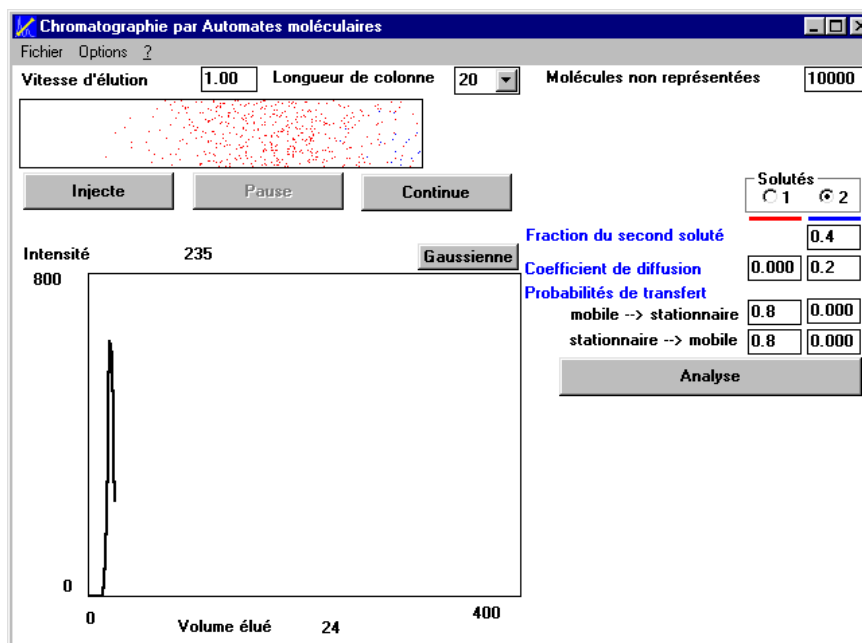 Chromatographie par Automates moléculaires
Fichier Options ?
Vitesse d'élution 1.00 Longueur de colonne 20 Molécules non représentées 10000
Injecte Pause Continue
Solutés
1 2
Fraction du second soluté 0.4
Intensité 235 Gaussienne
Coefficient de diffusion 0.000 0.2
800
Probabilités de transfert
mobile --> stationnaire 0.8 0.000
stationnaire --> mobile 0.8 0.000
Analyse
0
0 400
Volume élué 24